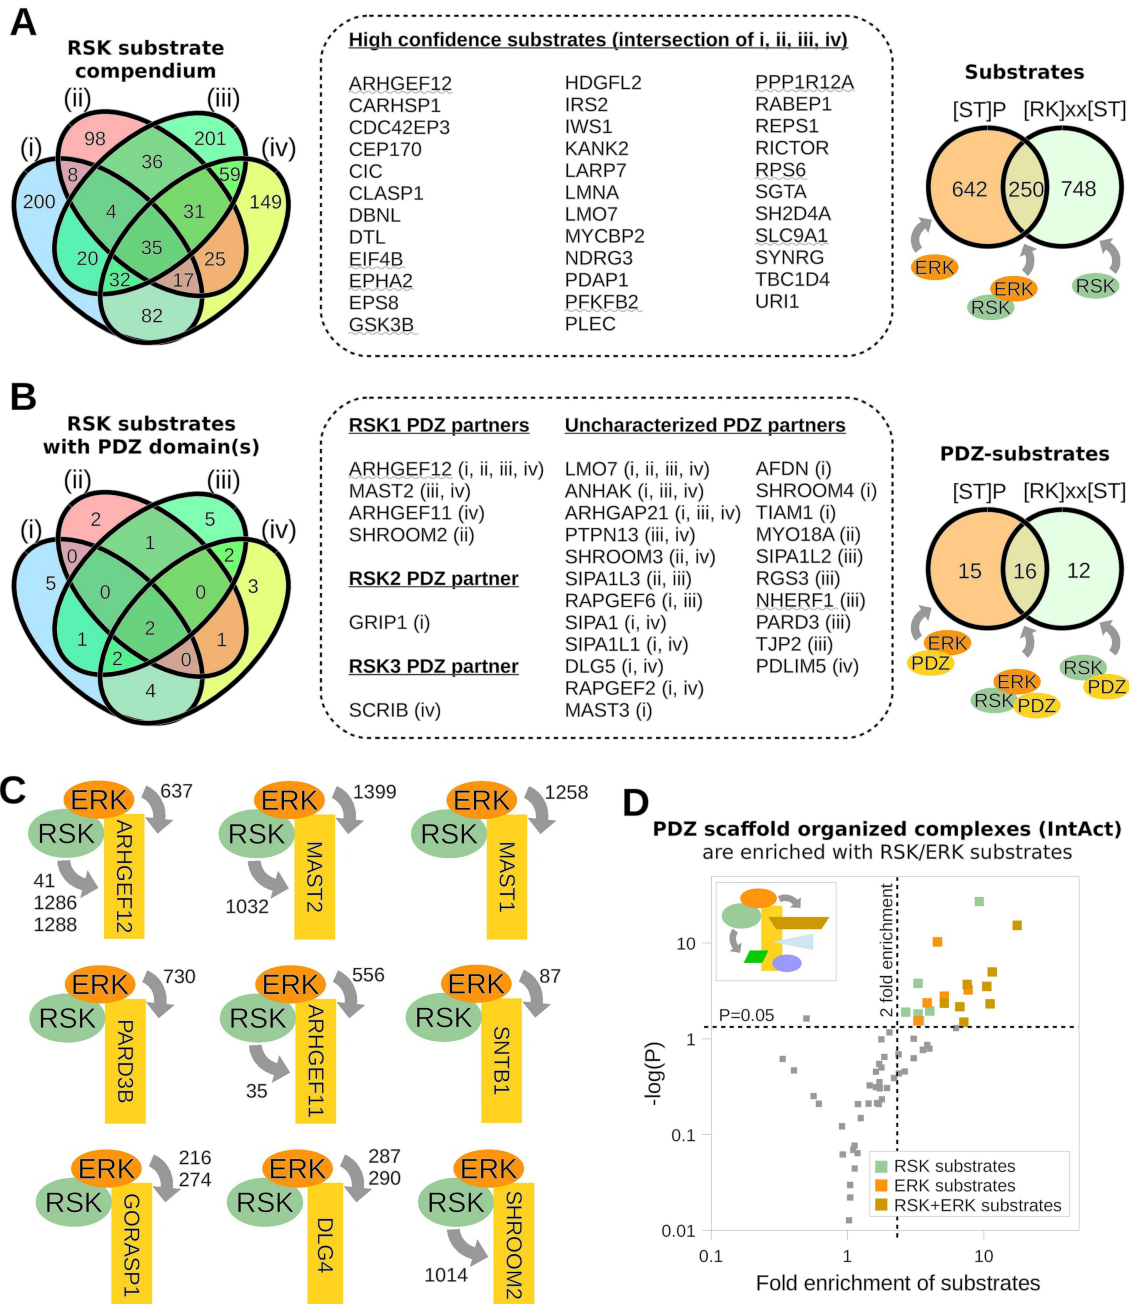 A
RSK substrate
compendium
(i)
(ii)
(iii)
(iv)
98
201
36
8
59
200
149
4
31
35
20
25
32
17
82
High confidence substrates (intersection of i, ii, iii, iv)
ARHGEF12
CARHSP1
CDC42EP3
CEP170
CIC
CLASP1
DBNL
DTL
EIF4B
EPHA2
EPS8
GSK3B
HDGFL2
IRS2
IWS1
KANK2
LARP7
LMNA
LMO7
MYCBP2
NDRG3
PDAP1
PFKFB2
PLEC
PPP1R12A
RABEP1
REPS1
RICTOR
RPS6
SGTA
SH2D4A
SLC9A1
SYNRG
TBC1D4
URI1
Substrates
[ST]P [RK]xx[ST]
642 250 748
ERK
ERK
RSK
RSK
B
RSK substrates
with PDZ domain(s)
(i)
(ii)
(iii)
(iv)
2
5
1
0
2
5
3
0
0
2
1
1
2
0
4
RSK1 PDZ partners
ARHGEF12 (i, ii, iii, iv)
MAST2 (iii, iv)
ARHGEF11 (iv)
SHROOM2 (ii)
RSK2 PDZ partner
GRIP1 (i)
RSK3 PDZ partner
SCRIB (iv)
Uncharacterized PDZ partners
LMO7 (i, ii, iii, iv)
ANHAK (i, iii, iv)
ARHGAP21 (i, iii, iv)
PTPN13 (iii, iv)
SHROOM3 (ii, iv)
SIPA1L3 (ii, iii)
RAPGEF6 (i, iii)
SIPA1 (i, iv)
SIPA1L1 (i, iv)
DLG5 (i, iv)
RAPGEF2 (i, iv)
MAST3 (i)
AFDN (i)
SHROOM4 (i)
TIAM1 (i)
MYO18A (ii)
SIPA1L2 (iii)
RGS3 (iii)
NHERF1 (iii)
PARD3 (iii)
TJP2 (iii)
PDLIM5 (iv)
PDZ-substrates
[ST]P [RK]xx[ST]
15 16 12
ERK
PDZ
ERK
RSK
PDZ
RSK
PDZ
C
ERK
RSK
ARHGEF12
637
41
1286
1288
ERK
RSK
MAST2
1399
1032
ERK
RSK
MAST1
1258
ERK
RSK
PARD3B
730
ERK
RSK
ARHGEF11
556
35
ERK
RSK
SNTB1
87
ERK
RSK
GORASP1
216
274
ERK
RSK
DLG4
287
290
ERK
RSK
SHROOM2
1014
D
PDZ scaffold organized complexes (IntAct)
are enriched with RSK/ERK substrates
2 fold enrichment
P=0.05
-log(P)
10
1
0.1
0.01
0.1
1
10
Fold enrichment of substrates
RSK substrates
ERK substrates
RSK+ERK substrates